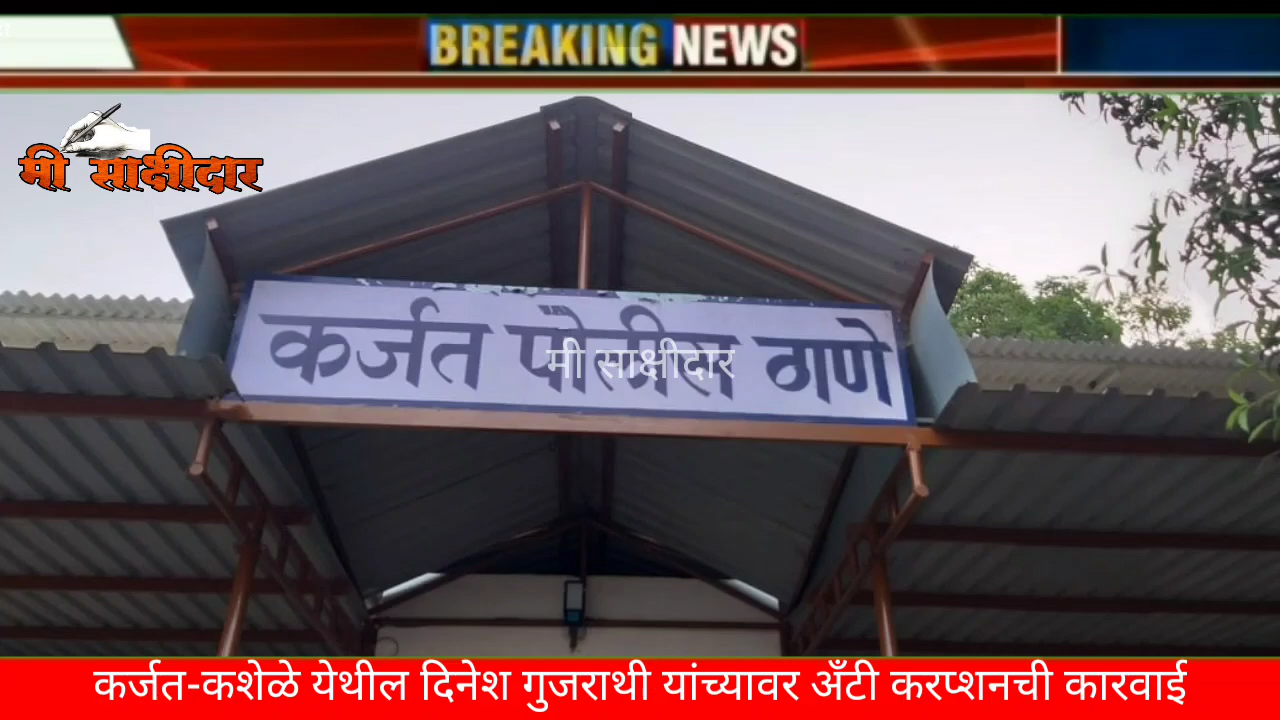 BREAKING NEWS
मी साक्षीदार
कर्जत पोलीस ठाणे
मी साक्षीदार
कर्जत-कशेळे येथील दिनेश गुजराथी यांच्यावर अँटी करप्शनची कारवाई